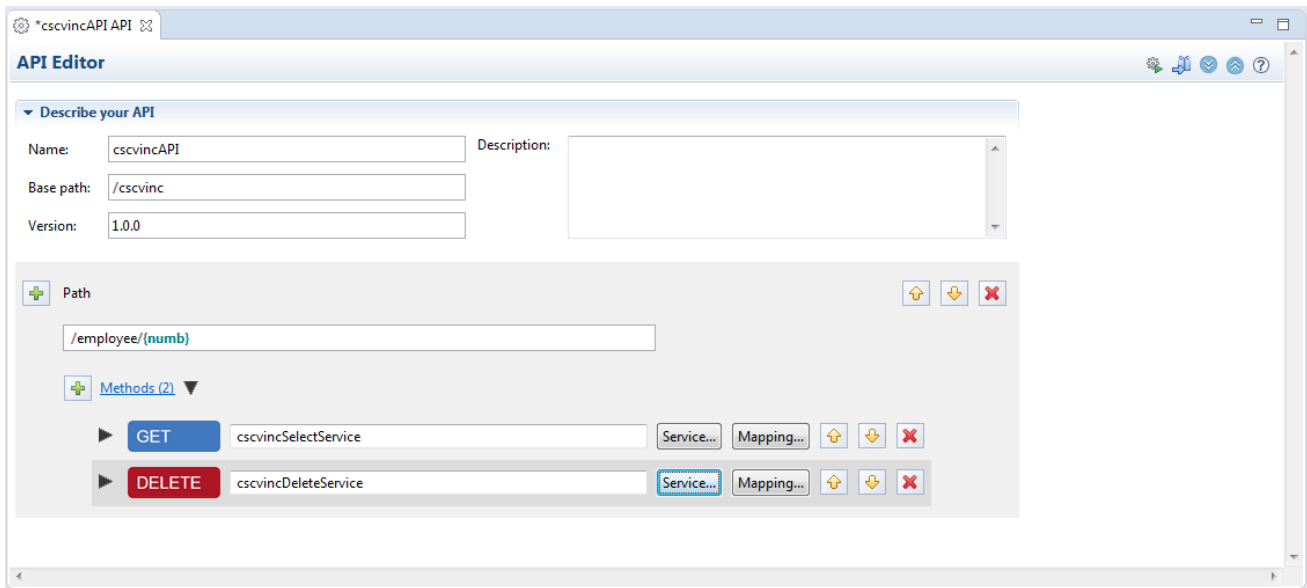 *cscvincAPI API
API Editor
Describe your API
Name: cscvincAPI Description:
Base path: /cscvinc
Version: 1.0.0
Path
/employee/{numb}
Methods (2)
GET cscvincSelectService Service... Mapping...
DELETE cscvincDeleteService Service... Mapping...